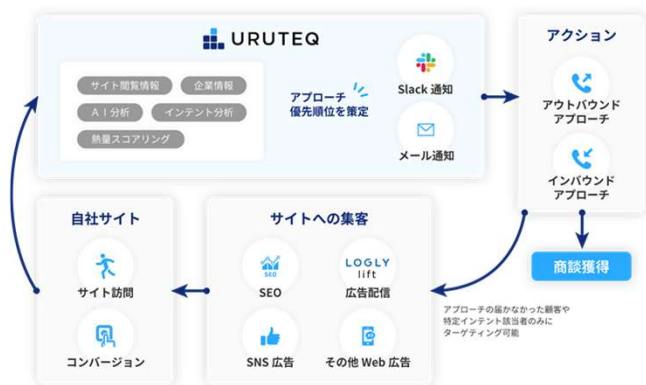 URUTEQ
サイト閲覧情報
企業情報
AI分析
インテント分析
熱量スコアリング
アプローチ
優先順位を策定
Slack 通知
メール通知
アクション
アウトバウンド
アプローチ
インバウンド
アプローチ
商談獲得
自社サイト
サイト訪問
コンバージョン
サイトへの集客
SEO
SEO
LOGLY
lift
広告配信
SNS 広告
その他 Web 広告
アプローチの届かなかった顧客や
特定インテント該当者のみに
ターゲティング可能